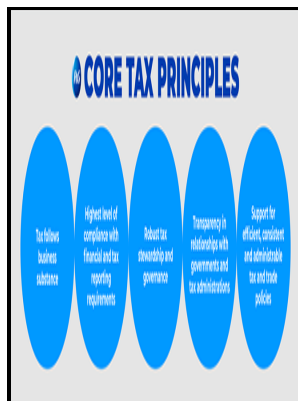 P&G CORE TAX PRINCIPLES
Tax follows
business
substance
Highest level of
compliance with
financial and tax
reporting
requirements
Robust tax
stewardship and
governance
Transparency in
relationships with
governments and
tax administrations
Support for
efficient, consistent
and administrable
tax and trade
policies